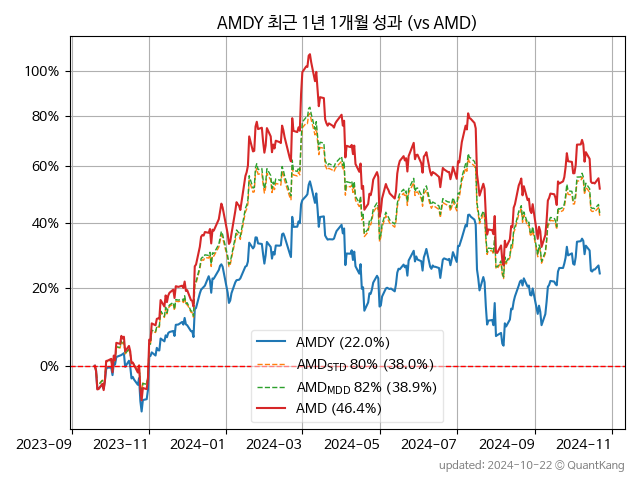 AMDY 최근 1년 1개월 성과 (vs AMD)
100%
80%
60%
40%
20%
0%
AMDY (22.0%)
AMD_STD 80% (38.0%)
AMD_MDD 82% (38.9%)
AMD (46.4%)
2023-09 2023-11 2024-01 2024-03 2024-05 2024-07 2024-09 2024-11
updated: 2024-10-22 © QuantKang